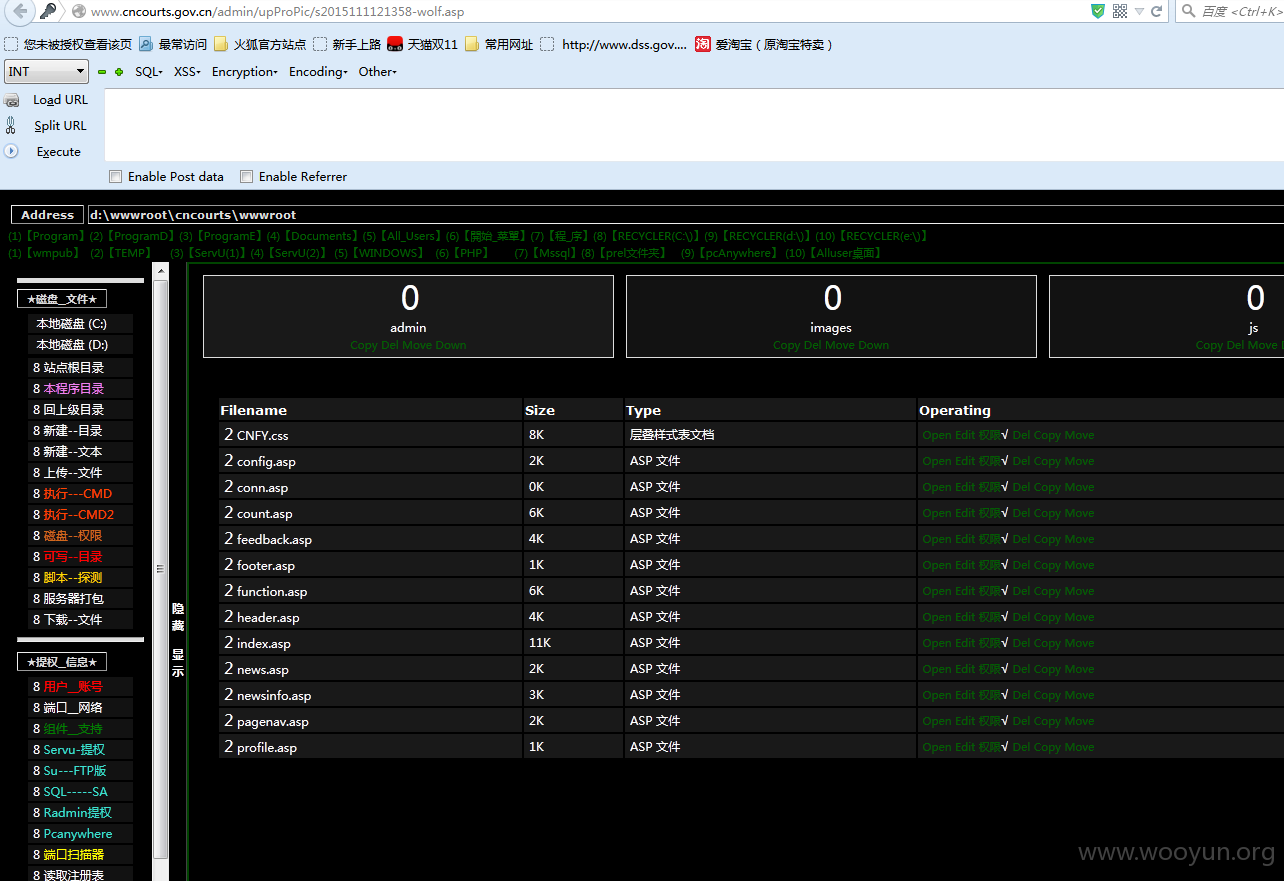 www.cncourts.gov.cn/admin/upProPic/s2015111121358-wolf.asp 百度 <Ctrl+K>
您未被授权查看该页 最常访问 火狐官方站点 新手上路 天猫双11 常用网址 http://www.dss.gov.... 爱淘宝（原淘宝特卖）
INT SQL XSS Encryption Encoding Other
Load URL
Split URL
Execute
Enable Post data Enable Referrer
Address d:\wwwroot\cncourts\wwwroot
(1)【Program】(2)【ProgramD】(3)【ProgramE】(4)【Documents】(5)【All_Users】(6)【開始_菜單】(7)【程_序】(8)【RECYCLER(C:\)】(9)【RECYCLER(d:\)】(10)【RECYCLER(e:\)】
(1)【wmpub】 (2)【TEMP】 (3)【ServU(1)】(4)【ServU(2)】 (5)【WINDOWS】 (6)【PHP】 (7)【Mssql】(8)【prel文件夹】 (9)【pcAnywhere】 (10)【Alluser桌面】
★磁盘__文件★
本地磁盘 (C:)
本地磁盘 (D:)
8 站点根目录
8 本程序目录
8 回上级目录
8 新建--目录
8 新建--文本
8 上传--文件
8 执行---CMD
8 执行--CMD2
8 磁盘--权限
8 可写--目录
8 脚本--探测
8 服务器打包
8 下载--文件
★提权__信息★
8 用户__账号
8 端口__网络
8 组件__支持
8 Servu-提权
8 Su---FTP版
8 SQL-----SA
8 Radmin提权
8 Pcanywhere
8 端口扫描器
8 读取注册表
隐藏
显示
0 0 0
admin images js
Copy Del Move Down Copy Del Move Down Copy Del Move
Filename Size Type Operating
2 CNFY.css 8K 层叠样式表文档 Open Edit 权限√ Del Copy Move
2 config.asp 2K ASP 文件 Open Edit 权限√ Del Copy Move
2 conn.asp 0K ASP 文件 Open Edit 权限√ Del Copy Move
2 count.asp 6K ASP 文件 Open Edit 权限√ Del Copy Move
2 feedback.asp 4K ASP 文件 Open Edit 权限√ Del Copy Move
2 footer.asp 1K ASP 文件 Open Edit 权限√ Del Copy Move
2 function.asp 6K ASP 文件 Open Edit 权限√ Del Copy Move
2 header.asp 4K ASP 文件 Open Edit 权限√ Del Copy Move
2 index.asp 11K ASP 文件 Open Edit 权限√ Del Copy Move
2 news.asp 2K ASP 文件 Open Edit 权限√ Del Copy Move
2 newsinfo.asp 3K ASP 文件 Open Edit 权限√ Del Copy Move
2 pagenav.asp 2K ASP 文件 Open Edit 权限√ Del Copy Move
2 profile.asp 1K ASP 文件 Open Edit 权限√ Del Copy Move
www.wooyun.org